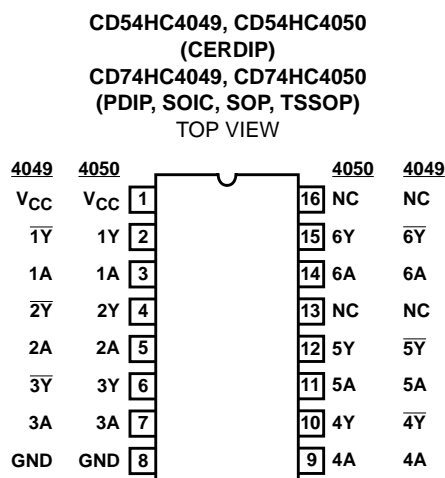 CD54HC4049, CD54HC4050
(CERDIP)
CD74HC4049, CD74HC4050
(PDIP, SOIC, SOP, TSSOP)
TOP VIEW
4049 4050 4050 4049
VCC VCC 1 16 NC NC
1Y 1Y 2 15 6Y 6Y
1A 1A 3 14 6A 6A
2Y 2Y 4 13 NC NC
2A 2A 5 12 5Y 5Y
3Y 3Y 6 11 5A 5A
3A 3A 7 10 4Y 4Y
GND GND 8 9 4A 4A